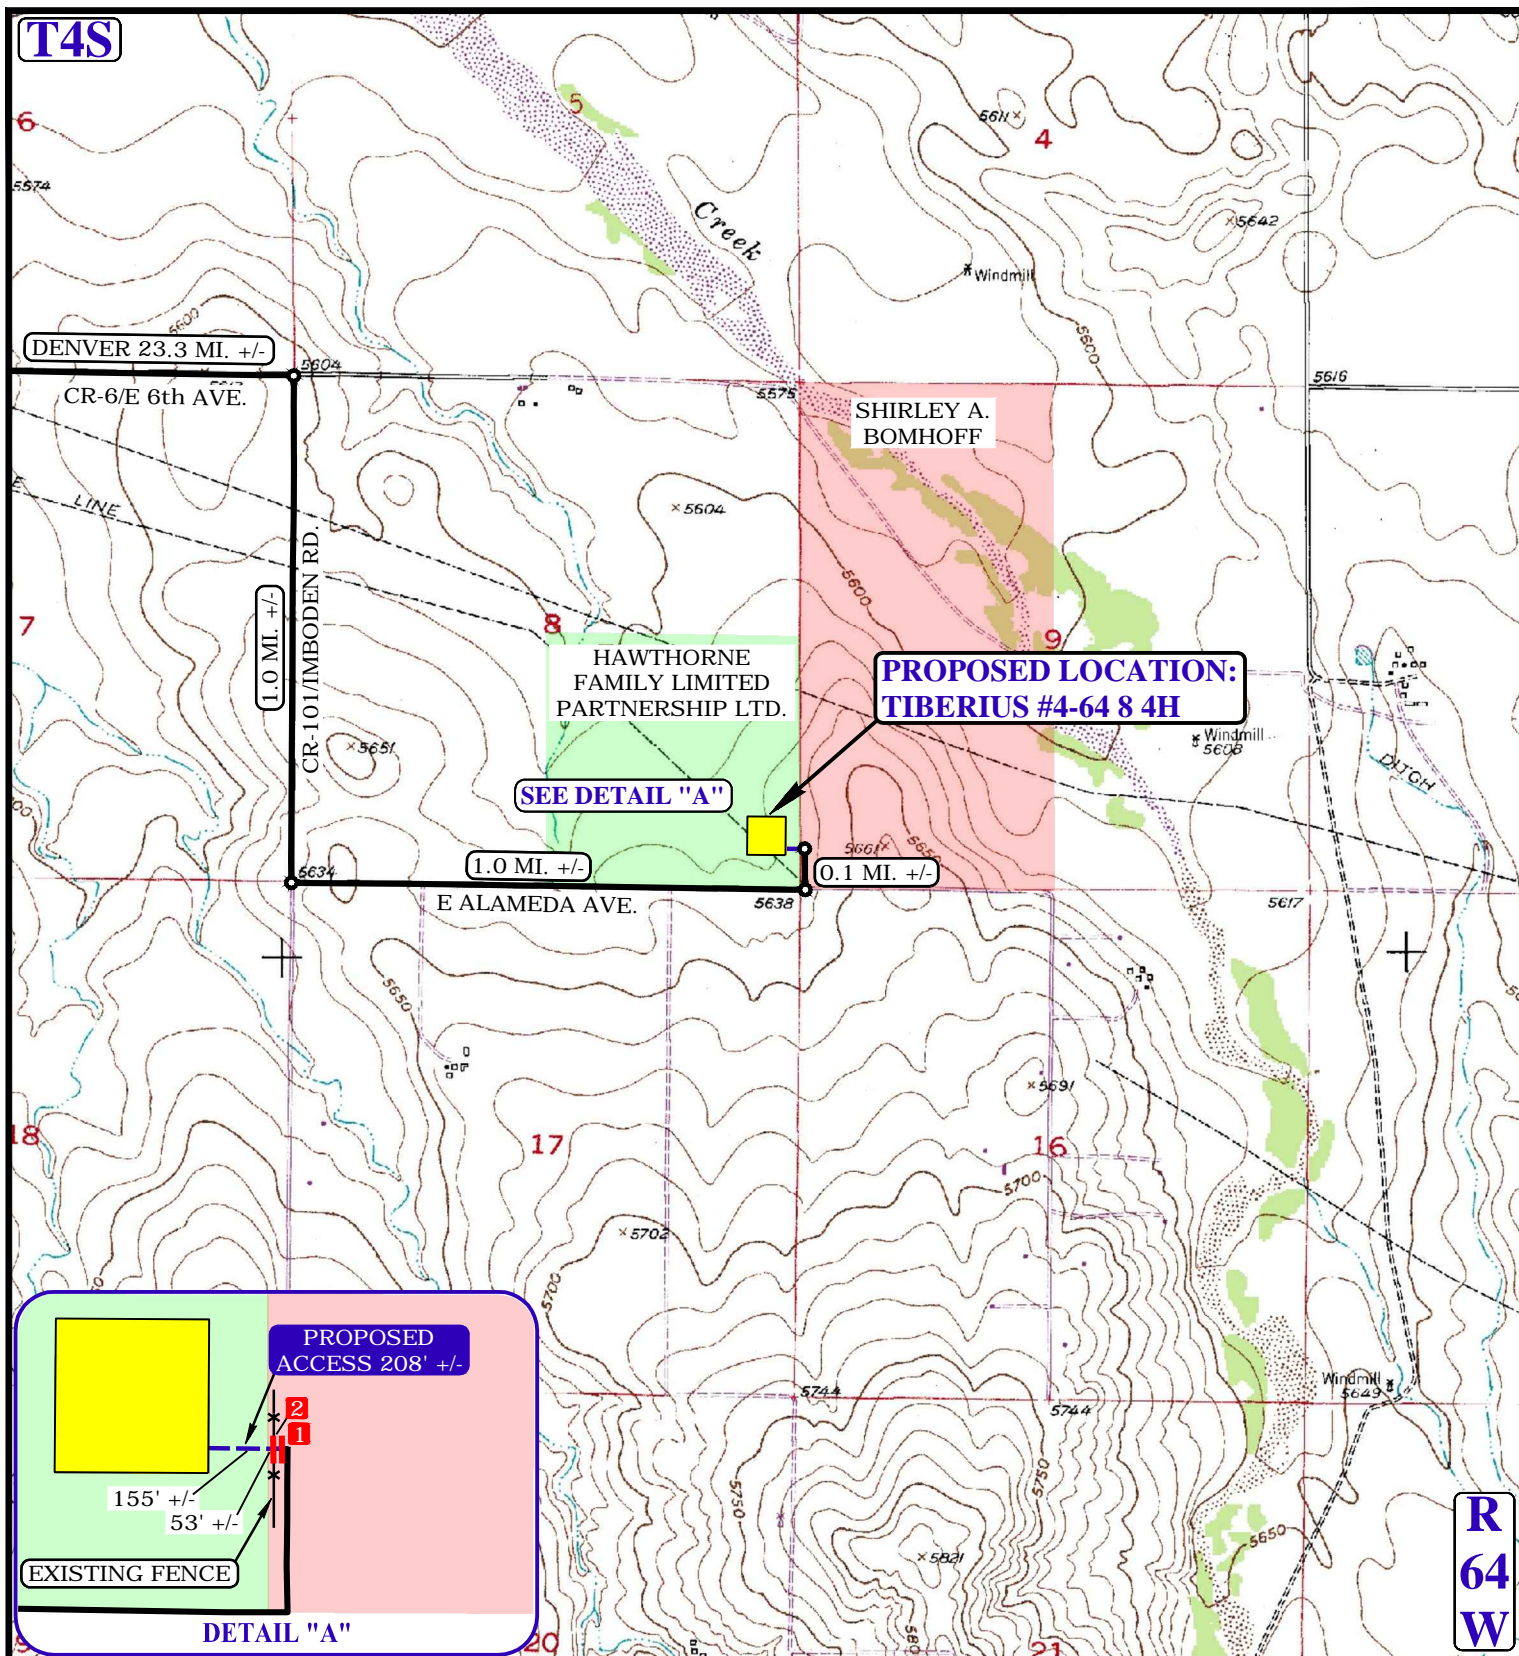 T4S
6
5
4
5611
5574
5642
Creek
Windmill
5600
5600
DENVER 23.3 MI. +/-
5604
CR-6/E 6th AVE.
5575
5616
SHIRLEY A.
BOMHOFF
LINE
5604
CR-101/IMBODEN RD.
1.0 MI. +/-
5600
7
8
9
HAWTHORNE
FAMILY LIMITED
PARTNERSHIP LTD.
PROPOSED LOCATION:
TIBERIUS #4-64 8 4H
5651
Windmill
5608
DITCH
SEE DETAIL "A"
5661
5650
1.0 MI. +/-
0.1 MI. +/-
5634
E ALAMEDA AVE.
5638
5617
5650
5691
18
17
16
5700
5702
5700
PROPOSED
ACCESS 208' +/-
2
1
155' +/-
53' +/-
EXISTING FENCE
DETAIL "A"
5744
5744
Windmill
5649
5750
5750
5821
5650
20
21
R
64
W